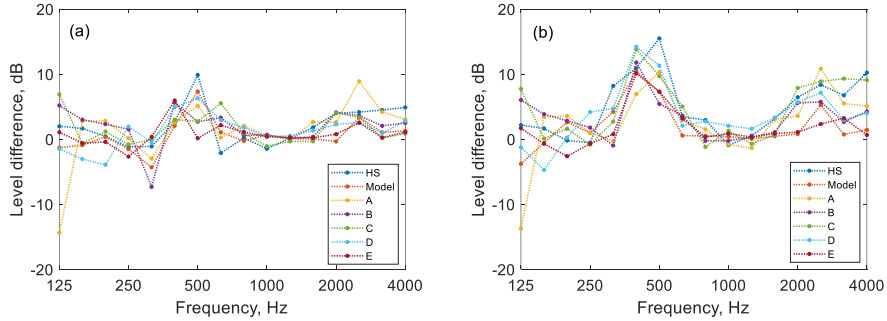 (a)
Level difference, dB
20
10
0
-10
-20
125
250
500
1000
2000
4000
Frequency, Hz
HS
Model
A
B
C
D
E
(b)
Level difference, dB
20
10
0
-10
-20
125
250
500
1000
2000
4000
Frequency, Hz
HS
Model
A
B
C
D
E